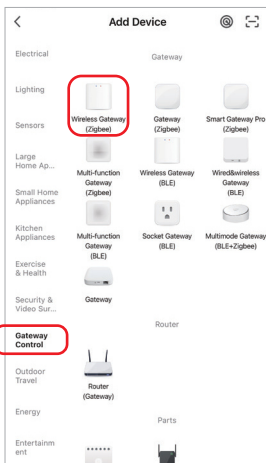 Add Device
Electrical
Lighting
Sensors
Large
Home Ap...
Small Home
Appliances
Kitchen
Appliances
Exercise
& Health
Security &
Video Sur...
Gateway
Control
Outdoor
Travel
Energy
Entertainm
ent
Gateway
Wireless Gateway
(Zigbee)
Gateway
(Zigbee)
Smart Gateway Pro
(Zigbee)
Multi-function
Gateway
(Zigbee)
Wireless Gateway
(BLE)
Wired&wireless
Gateway
(BLE)
Multi-function
Gateway
(BLE)
Socket Gateway
(BLE)
Multimode Gateway
(BLE+Zigbee)
Gateway
Router
Router
(Gateway)
Parts